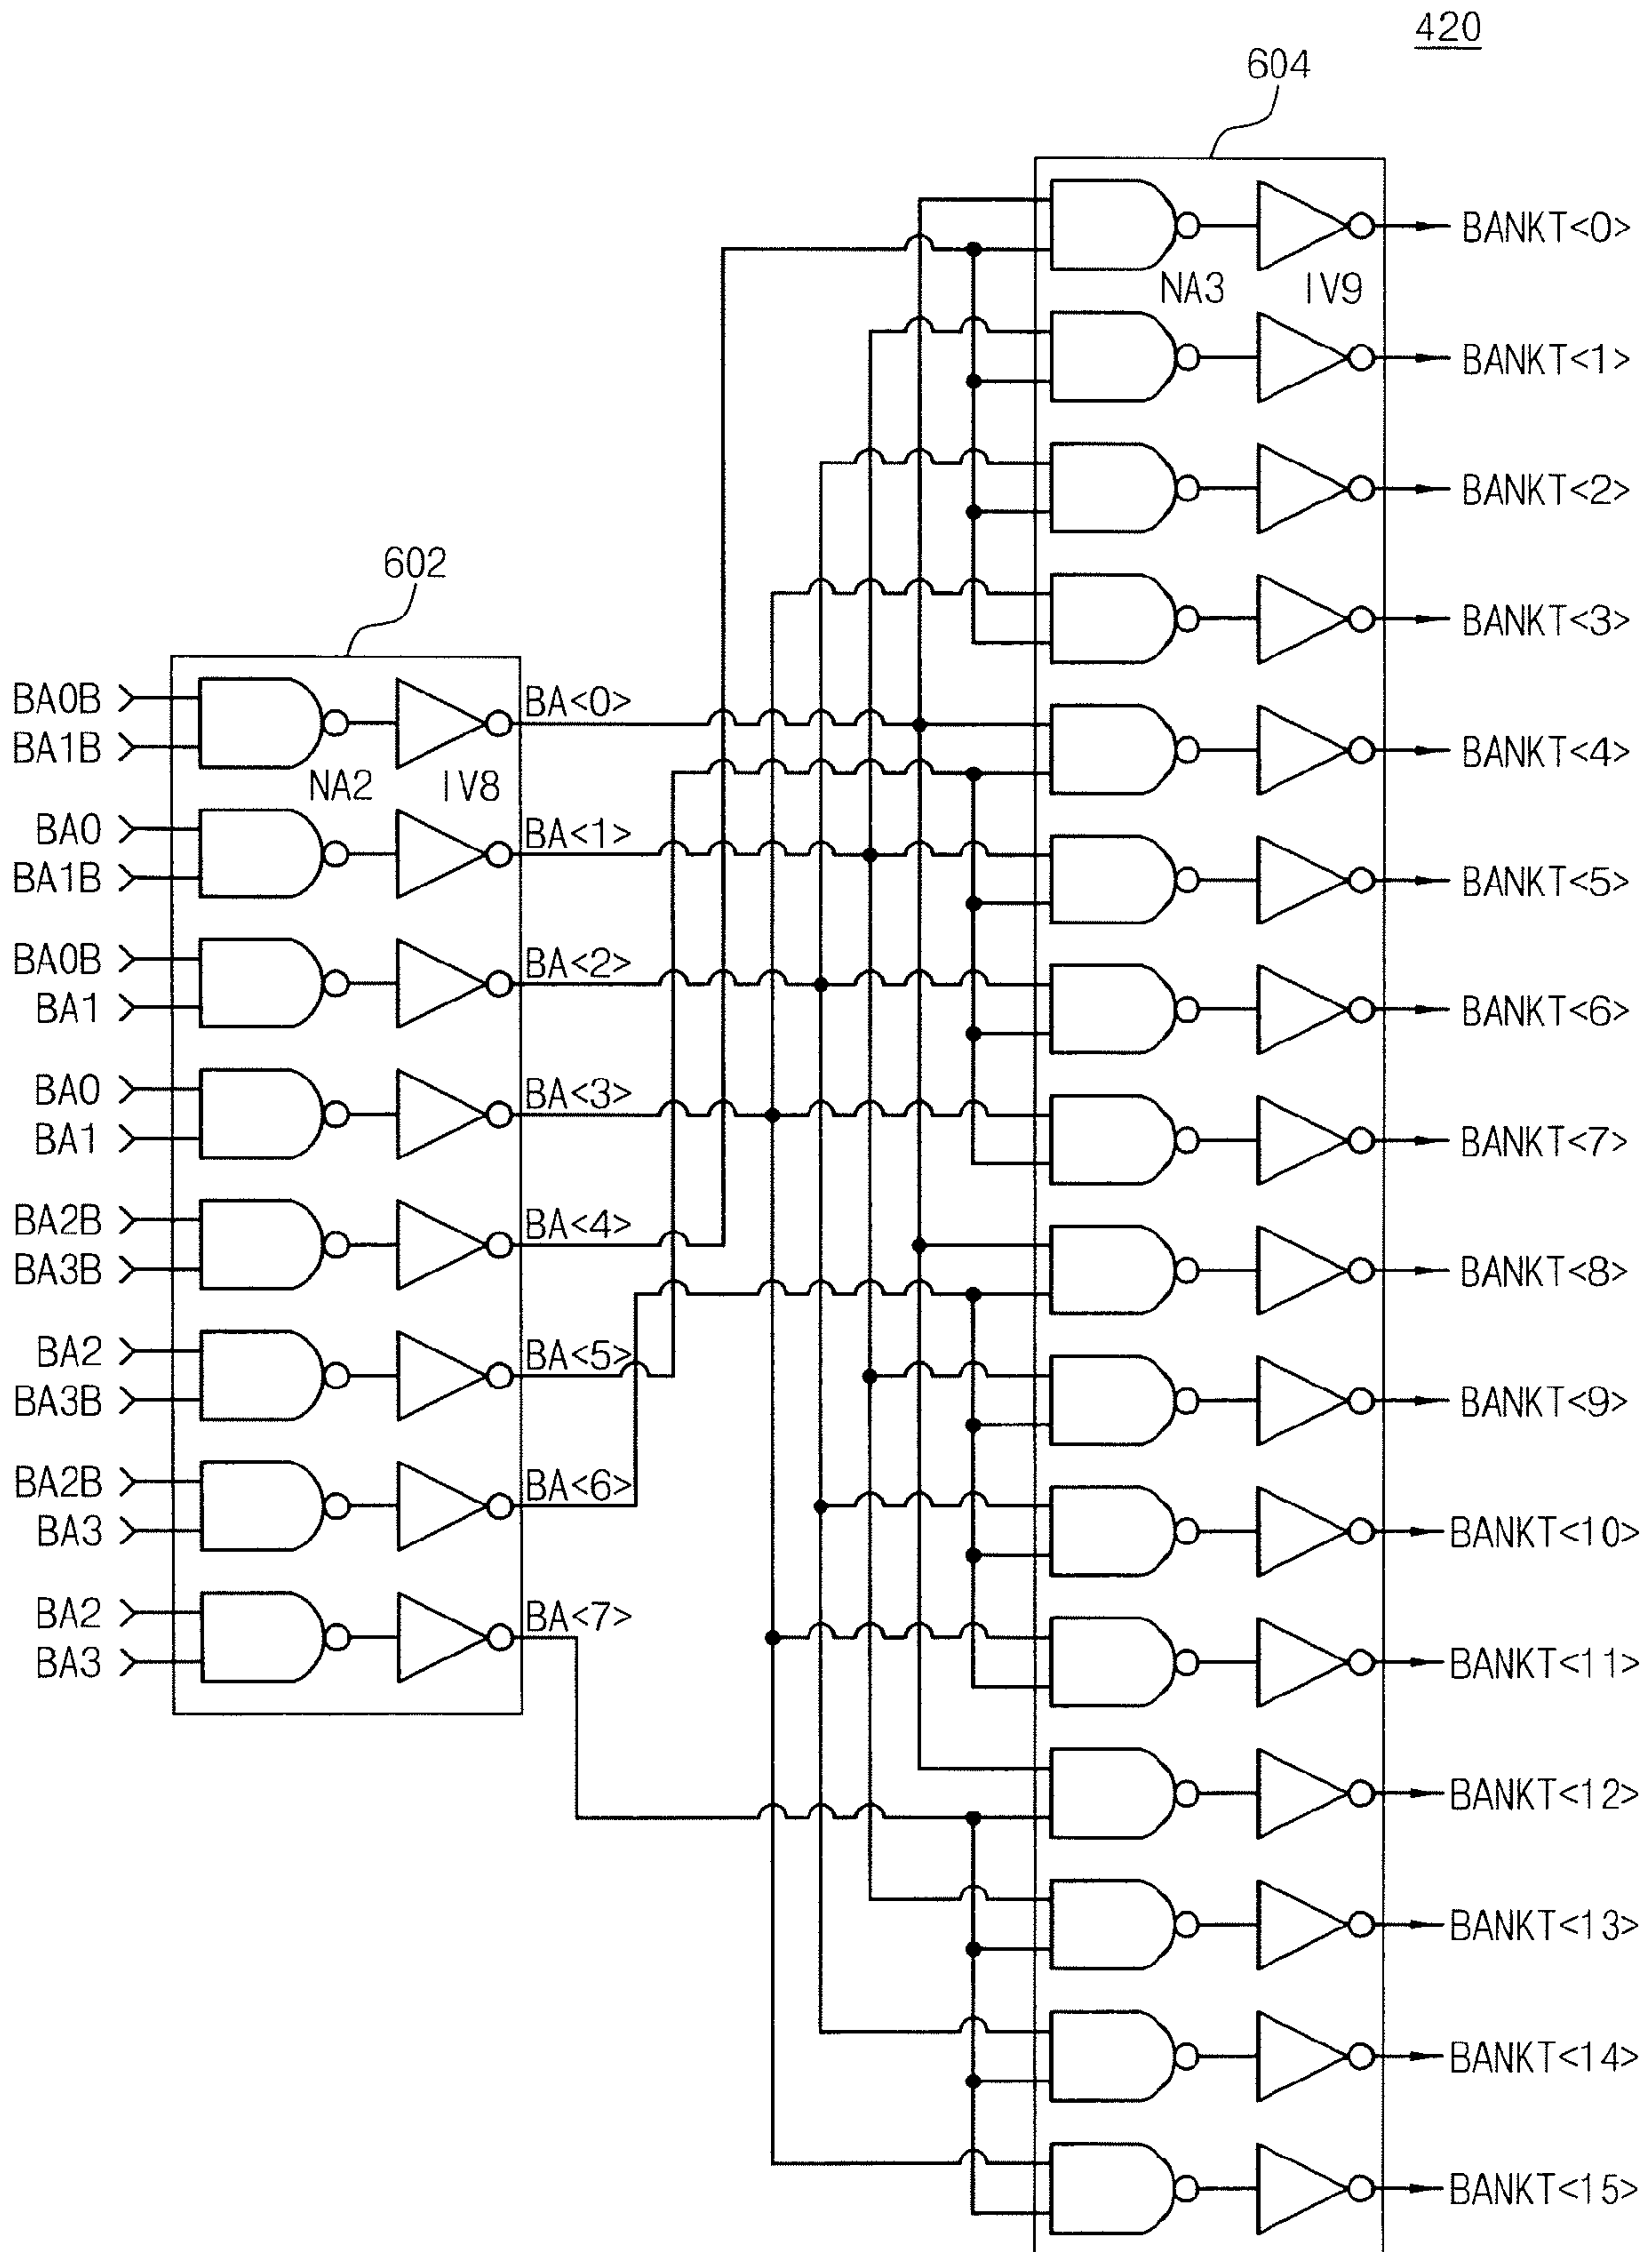 420
604
BANKT<0>
NA3
IV9
BANKT<1>
BANKT<2>
BANKT<3>
BANKT<4>
BANKT<5>
BANKT<6>
BANKT<7>
BANKT<8>
BANKT<9>
BANKT<10>
BANKT<11>
BANKT<12>
BANKT<13>
BANKT<14>
BANKT<15>
602
BA0B
BA1B
BA<0>
NA2
IV8
BA0
BA1B
BA<1>
BA0B
BA1
BA<2>
BA0
BA1
BA<3>
BA2B
BA3B
BA<4>
BA2
BA3B
BA<5>
BA2B
BA3
BA<6>
BA2
BA3
BA<7>